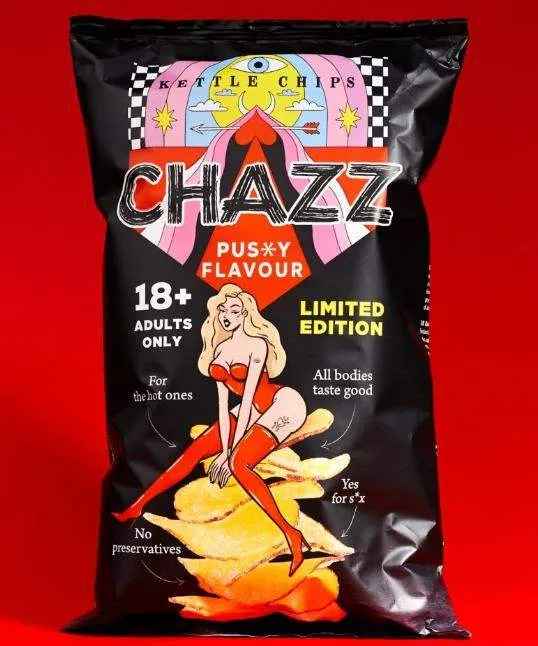 KETTLE CHIPS
CHAZZ
PUS*Y
FLAVOUR
18+
ADULTS
ONLY
LIMITED
EDITION
For
the hot ones
All bodies
taste good
Yes
for s*x
No
preservatives